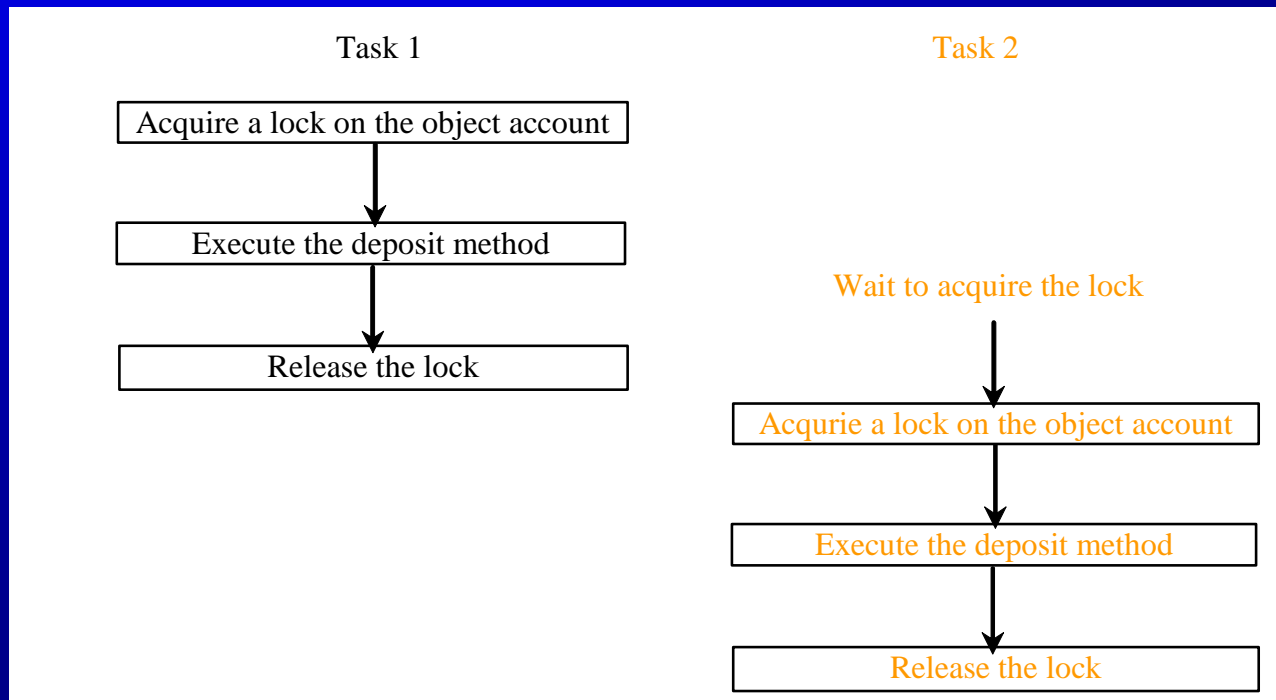 Task 1
Task 2
Acquire a lock on the object account
Execute the deposit method
Release the lock
Wait to acquire the lock
Acqurie a lock on the object account
Execute the deposit method
Release the lock